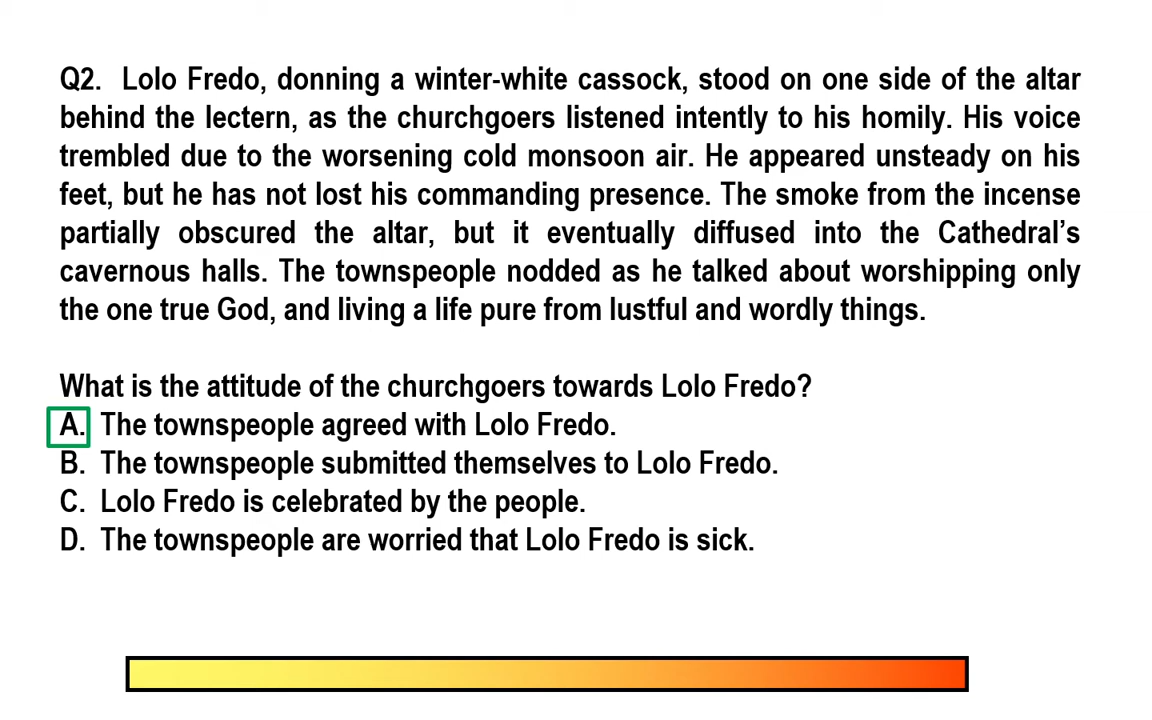 Q2. Lolo Fredo, donning a winter-white cassock, stood on one side of the altar
behind the lectern, as the churchgoers listened intently to his homily. His voice
trembled due to the worsening cold monsoon air. He appeared unsteady on his
feet, but he has not lost his commanding presence. The smoke from the incense
partially obscured the altar, but it eventually diffused into the Cathedral’s
cavernous halls. The townspeople nodded as he talked about worshipping only
the one true God, and living a life pure from lustful and wordly things.
What is the attitude of the churchgoers towards Lolo Fredo?
A. The townspeople agreed with Lolo Fredo.
B. The townspeople submitted themselves to Lolo Fredo.
C. Lolo Fredo is celebrated by the people.
D. The townspeople are worried that Lolo Fredo is sick.